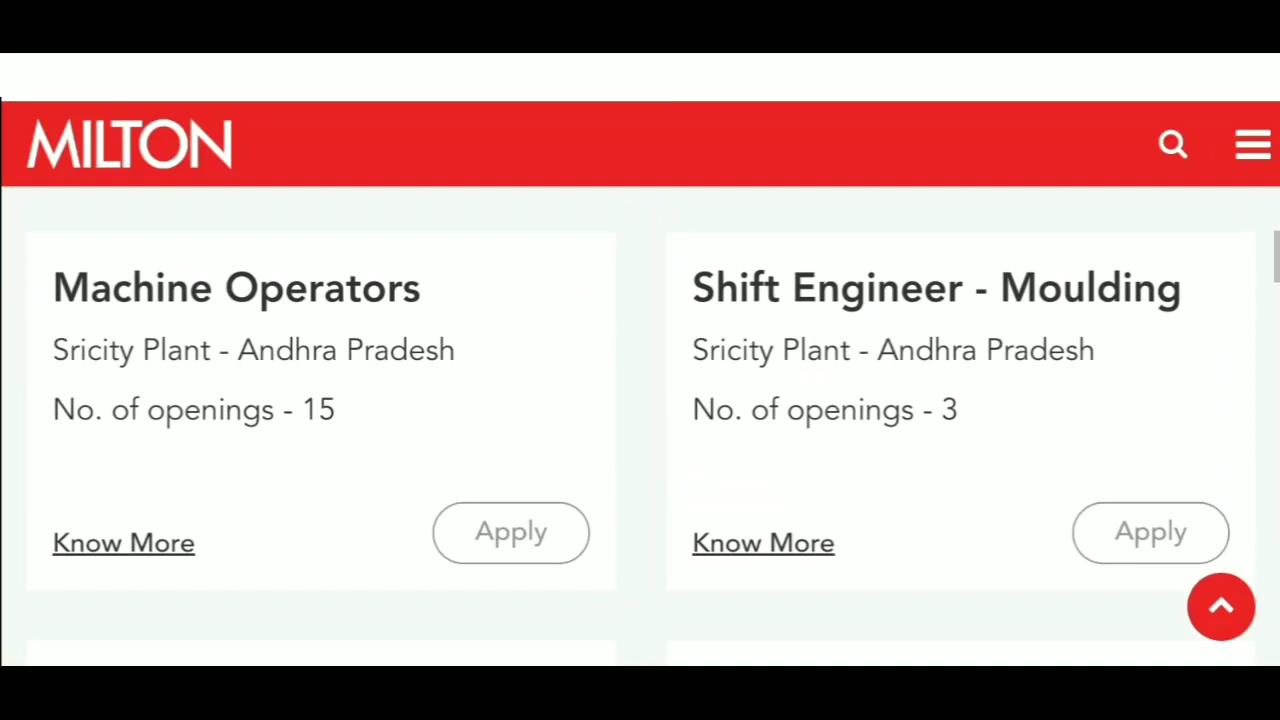 MILTON
Machine Operators
Sricity Plant - Andhra Pradesh
No. of openings - 15
Know More
Apply
Shift Engineer - Moulding
Sricity Plant - Andhra Pradesh
No. of openings - 3
Know More
Apply